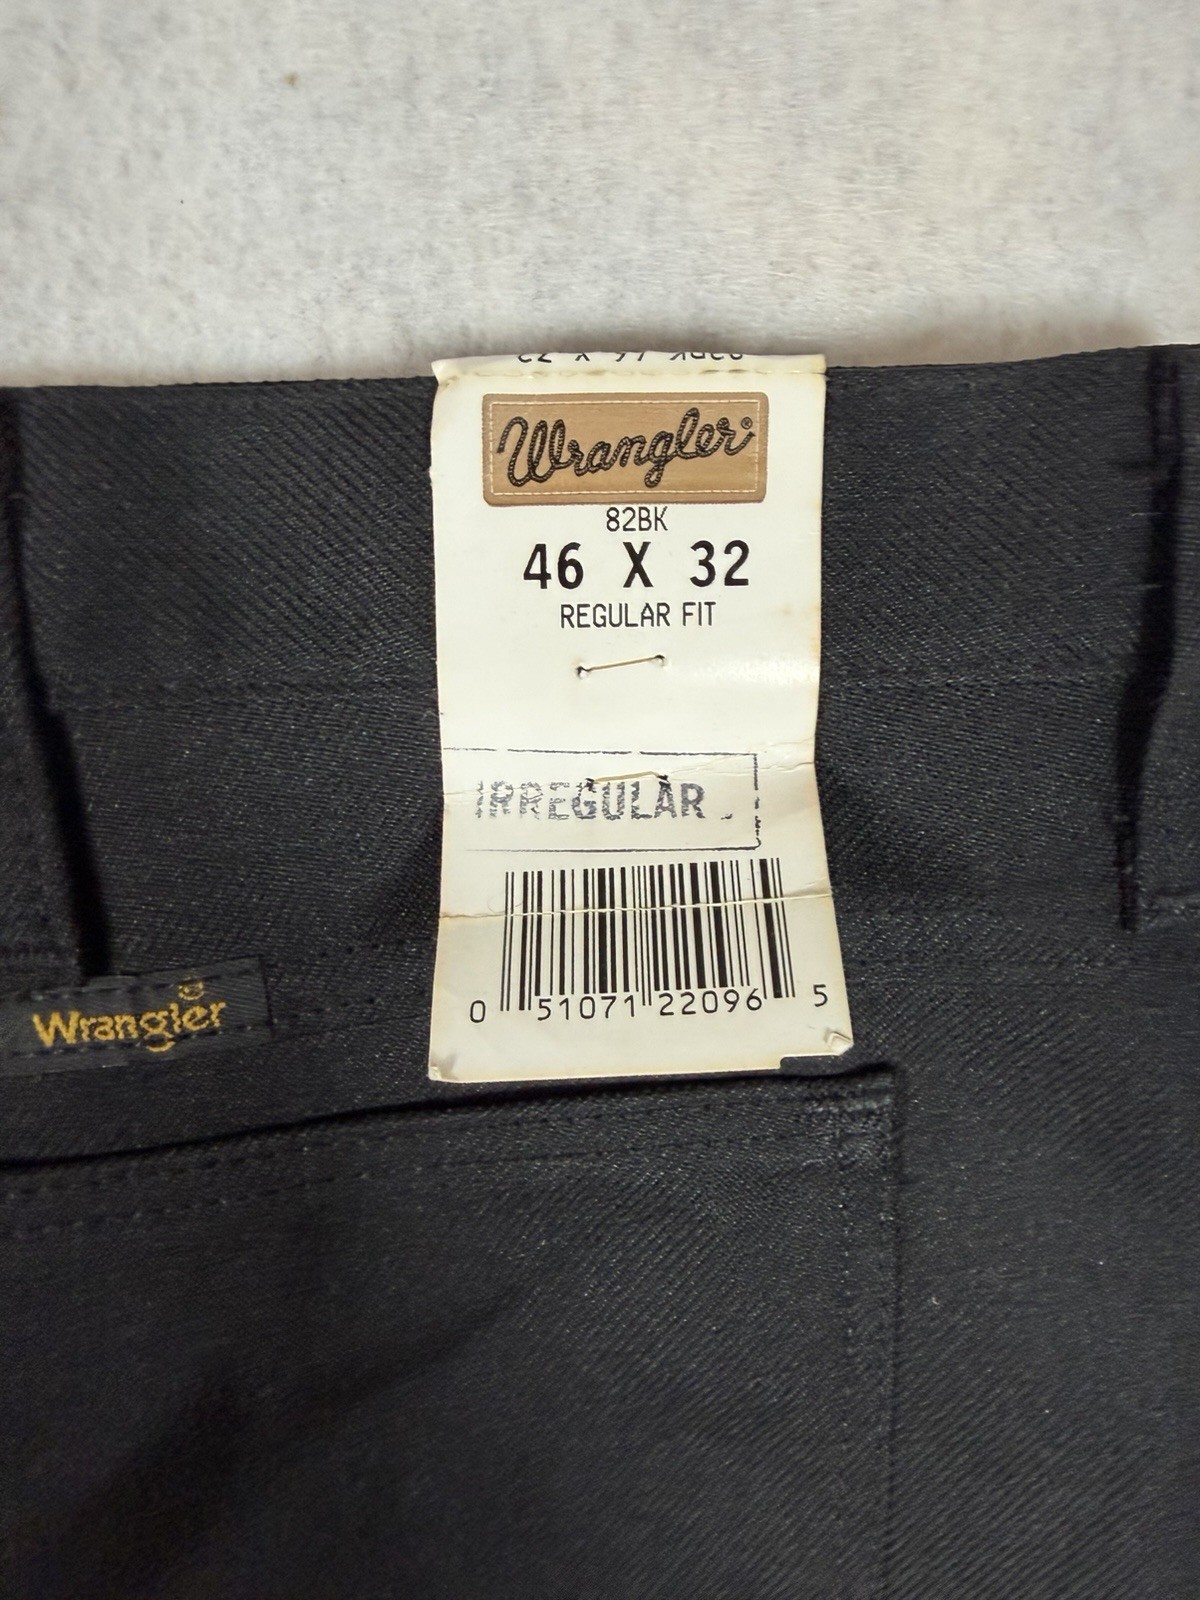 Wrangler®
82BK
46 X 32
REGULAR FIT
IRREGULAR
0 51071 22096 5
Wrangler®